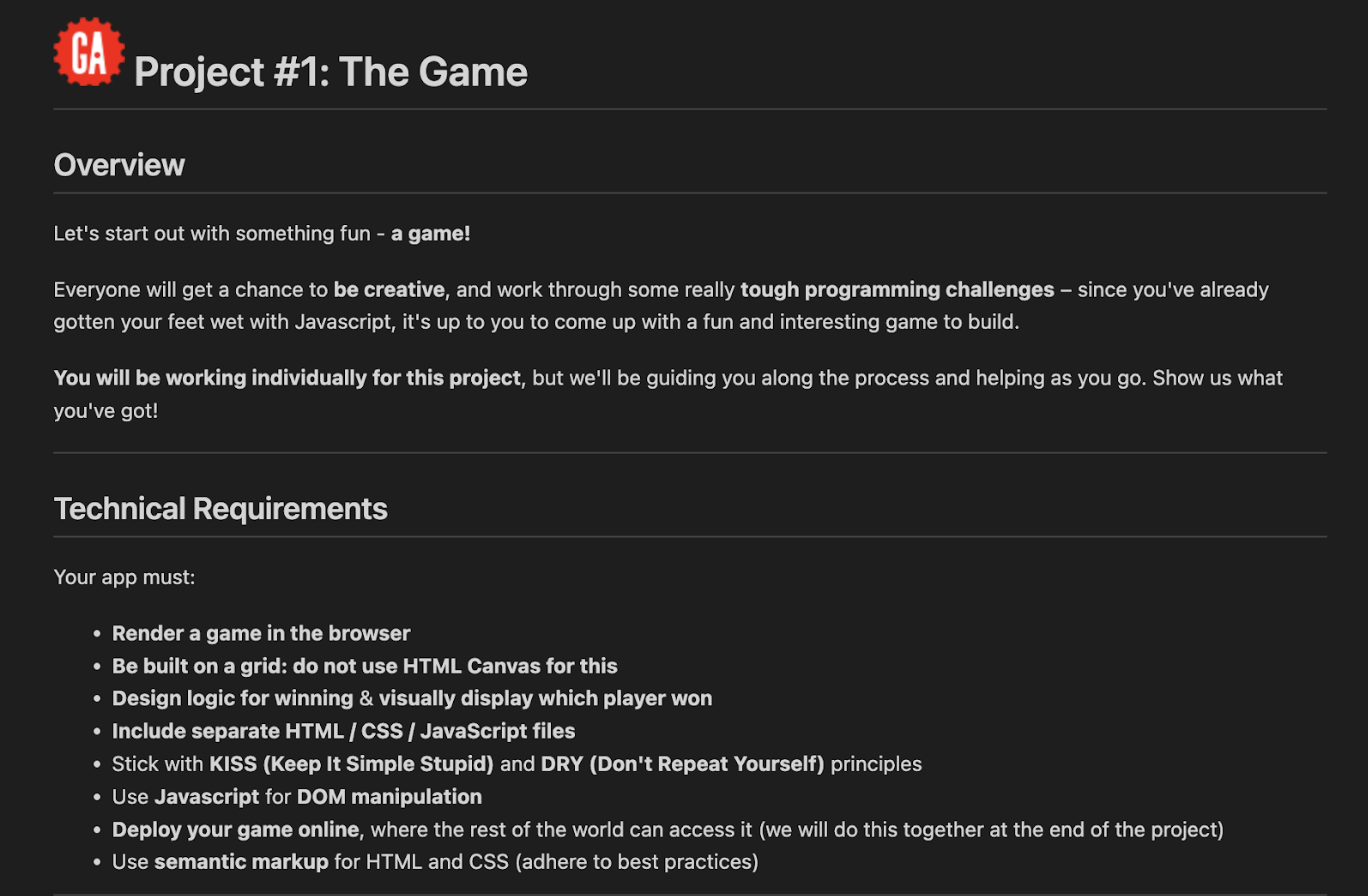 GA Project #1: The Game
Overview
Let's start out with something fun - a game!
Everyone will get a chance to be creative, and work through some really tough programming challenges – since you've already
gotten your feet wet with Javascript, it's up to you to come up with a fun and interesting game to build.
You will be working individually for this project, but we'll be guiding you along the process and helping as you go. Show us what
you've got!
Technical Requirements
Your app must:
• Render a game in the browser
• Be built on a grid: do not use HTML Canvas for this
• Design logic for winning & visually display which player won
• Include separate HTML / CSS / JavaScript files
• Stick with KISS (Keep It Simple Stupid) and DRY (Don't Repeat Yourself) principles
• Use Javascript for DOM manipulation
• Deploy your game online, where the rest of the world can access it (we will do this together at the end of the project)
• Use semantic markup for HTML and CSS (adhere to best practices)